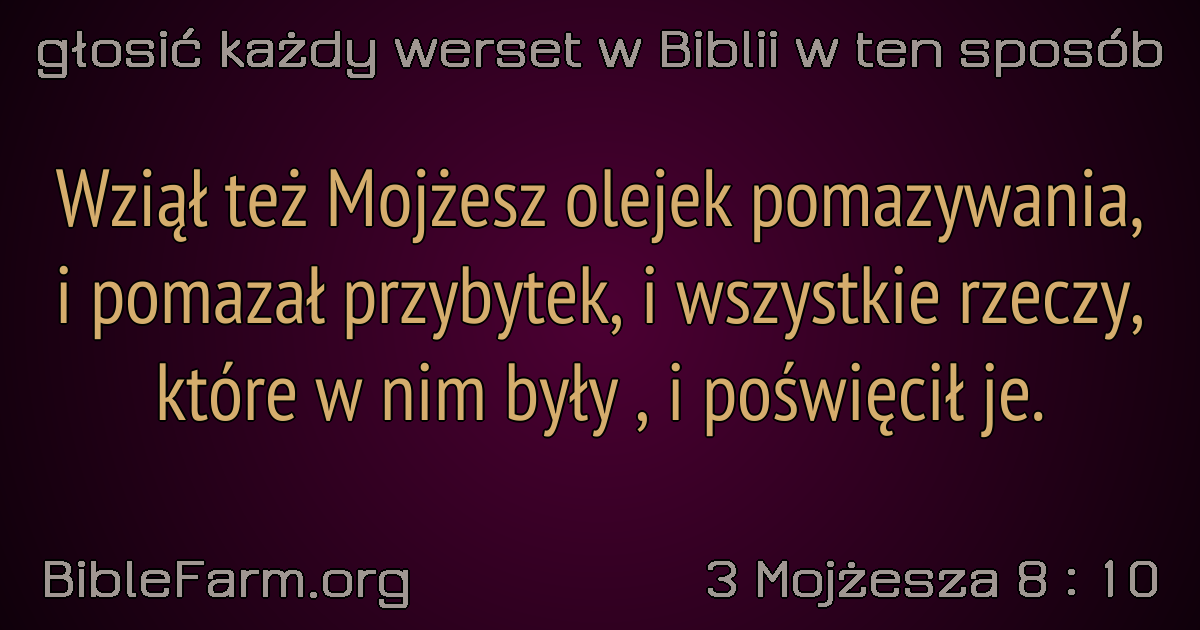 głosić każdy werset w Biblii w ten sposób
Wziął też Mojżesz olejek pomazywania,
i pomazał przybytek, i wszystkie rzeczy,
które w nim były , i poświęcił je.
BibleFarm.org
3 Mojżesza 8 : 10